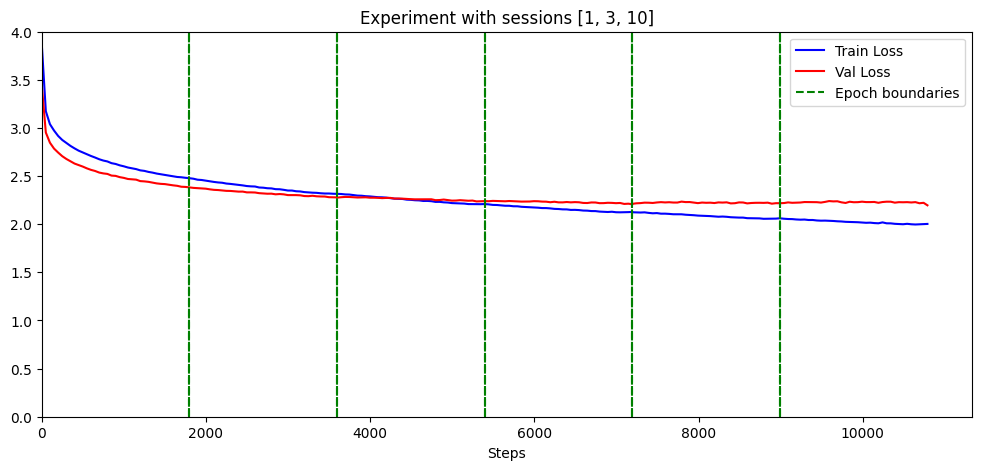 Experiment with sessions [1, 3, 10]
4.0
3.5
3.0
2.5
2.0
1.5
1.0
0.5
0.0
Train Loss
Val Loss
Epoch boundaries
0 2000 4000 6000 8000 10000
Steps